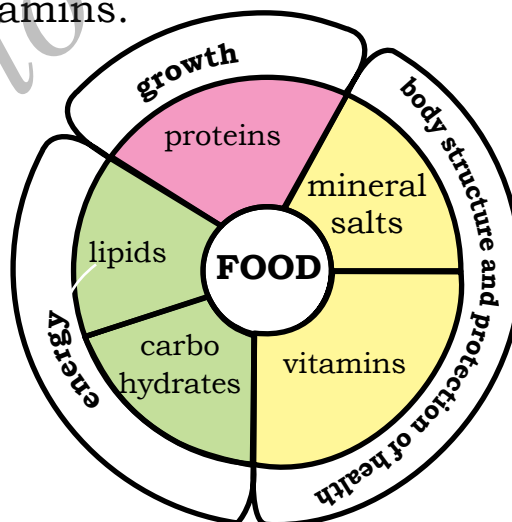 amins.
growth
proteins
body structure and protection of health
mineral
salts
lipids
FOOD
energy
carbo
hydrates
vitamins